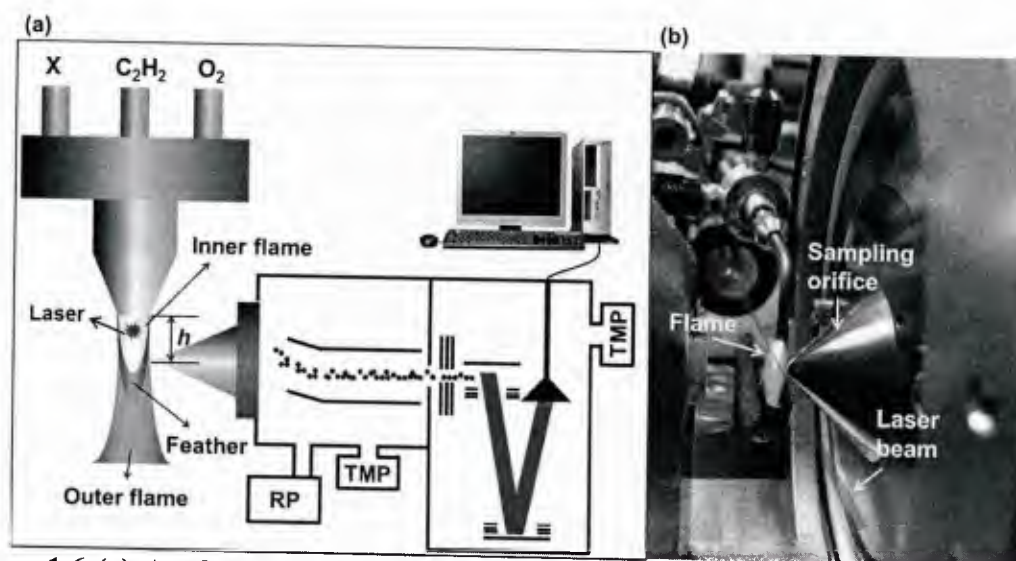 (a)
X C₂H₂ O₂
Inner flame
Laser
h
Feather
Outer flame
RP
TMP
TMP
(b)
Sampling
orifice
Flame
Laser
beam